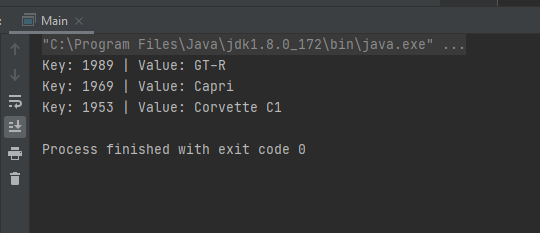 Main
"C:\Program Files\Java\jdk1.8.0_172\bin\java.exe" ...
Key: 1989 | Value: GT-R
Key: 1969 | Value: Capri
Key: 1953 | Value: Corvette C1
Process finished with exit code 0